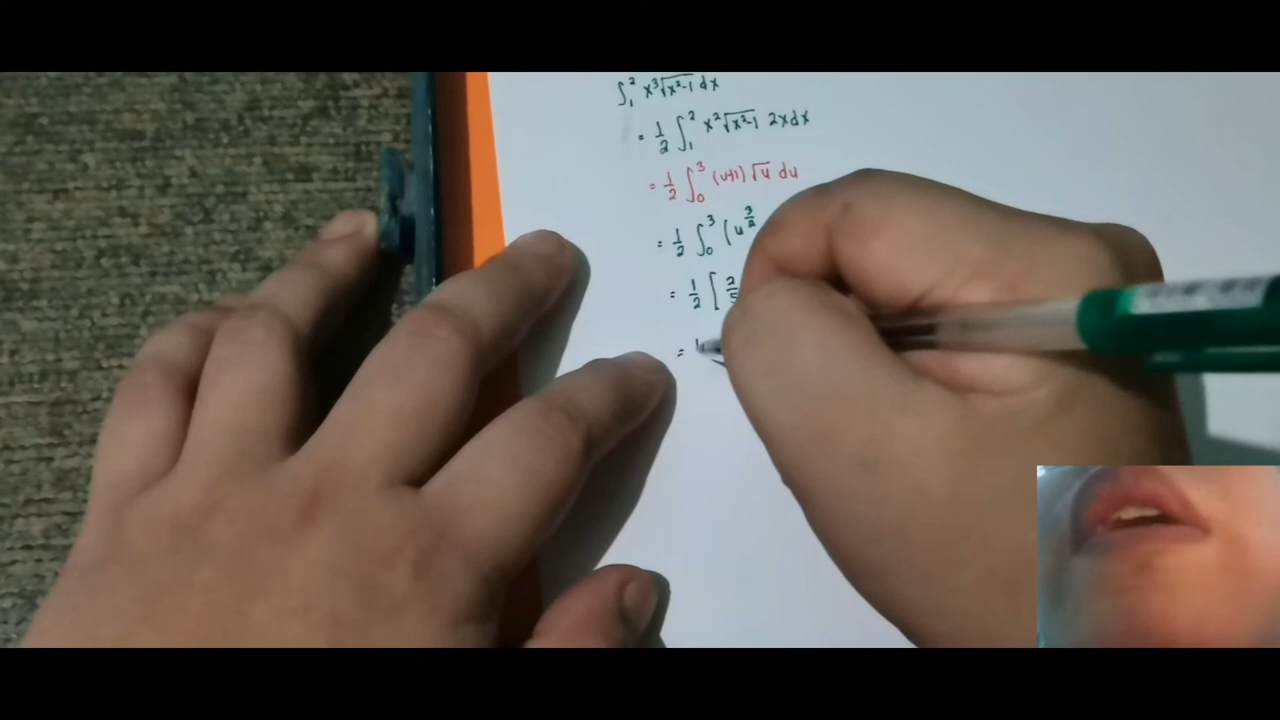 ∫₁² x³√(x²-1) dx
= 1/2 ∫₁² x²√(x²-1) 2x dx
= 1/2 ∫₀³ (u+1) √u du
= 1/2 ∫₀³ (u^(3/2)
= 1/2 [ 2/5
=